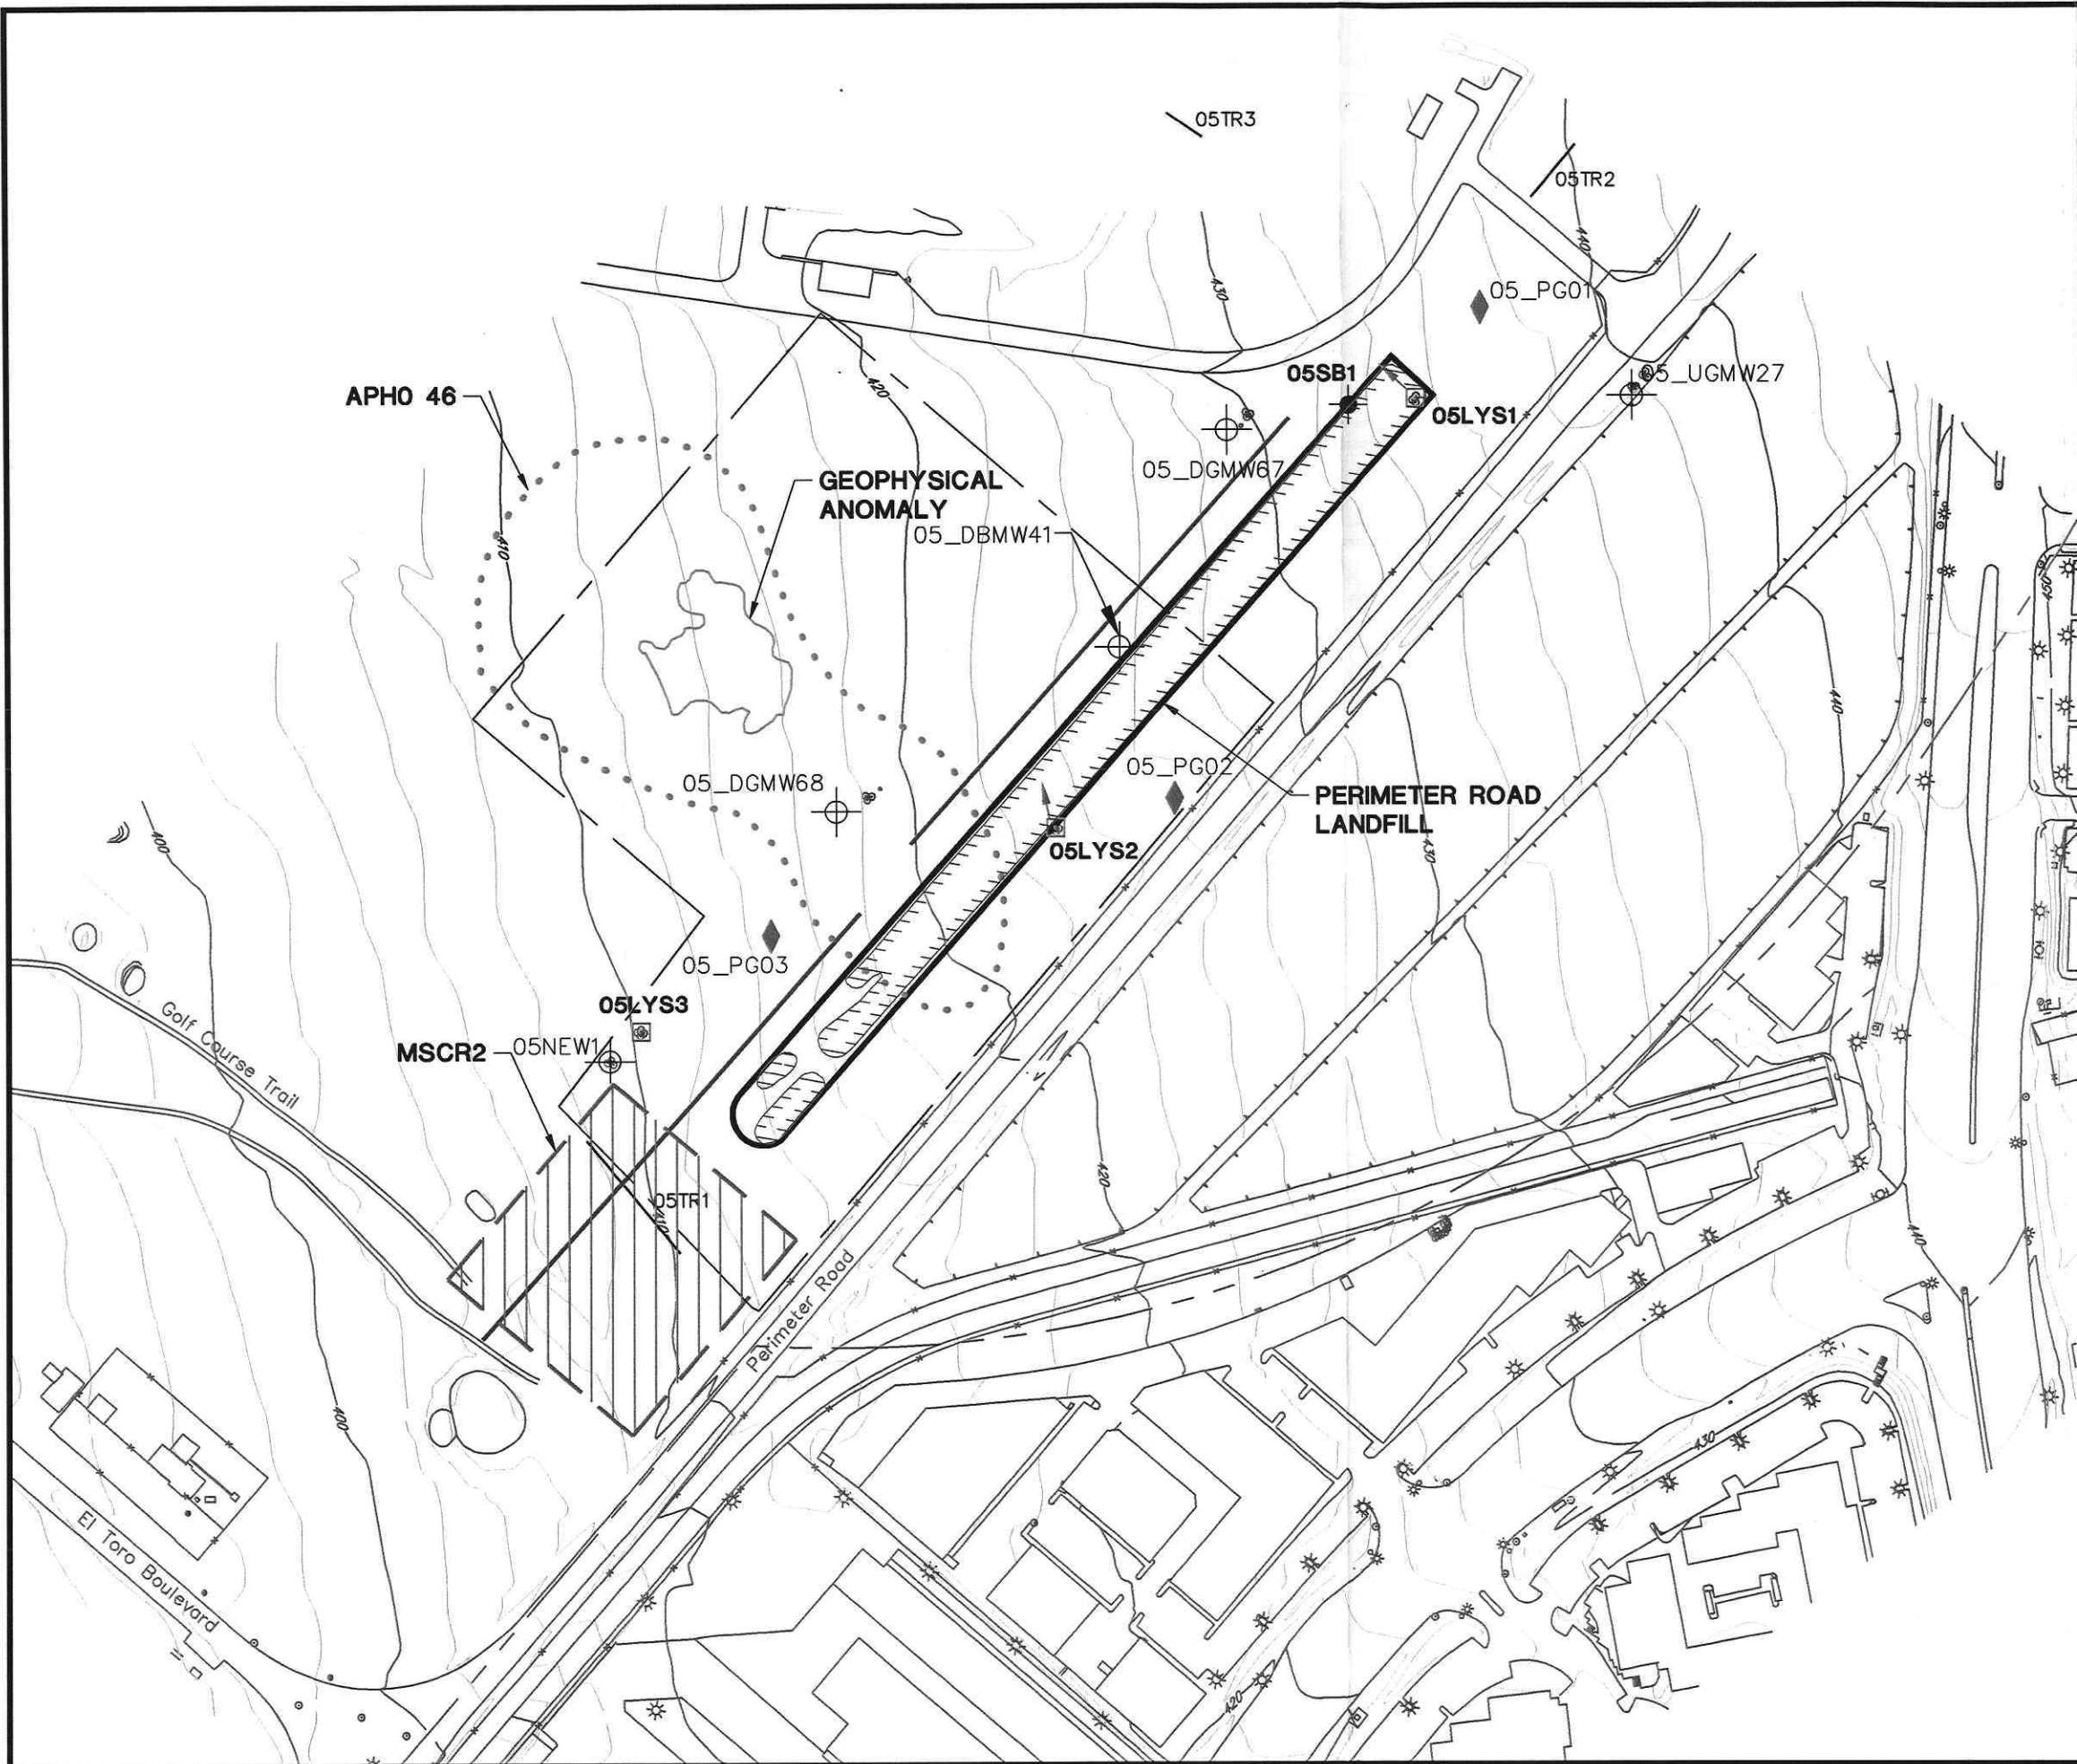 05TR3
05TR2
440
430
05_PG01
05SB1
05_UGMW27
420
APHO 46
05LYS1
05_DGMW67
GEOPHYSICAL
ANOMALY
05_DBMW41
410
450
440
05_PG02
05_DGMW68
PERIMETER ROAD
LANDFILL
400
430
05LYS2
05_PG03
05LYS3
Golf Course Trail
MSCR2
05NEW1
420
05TR1
410
440
Perimeter Road
400
430
El Toro Boulevard
420